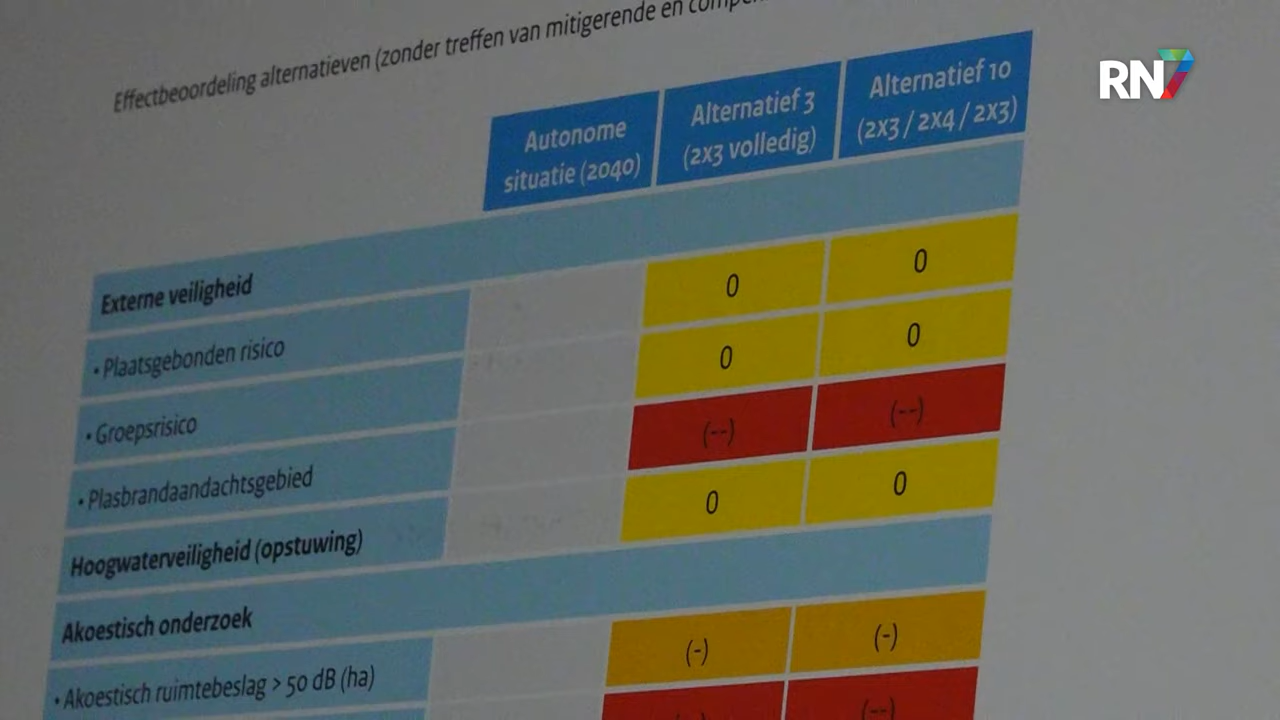 Effectbeoordeling alternatieven (zonder treffen van mitigerende en
RN7
Autonome situatie (2040)
Alternatief 3 (2x3 volledig)
Alternatief 10 (2x3 / 2x4 / 2x3)
Externe veiligheid
• Plaatsgebonden risico 0 0
• Groepsrisico 0 0
• Plasbrandaandachtsgebied (--) (--)
Hoogwaterveiligheid (opstuwing) 0 0
Akoestisch onderzoek
• Akoestisch ruimtebeslag > 50 dB (ha) (-) (-)
(--) (--)